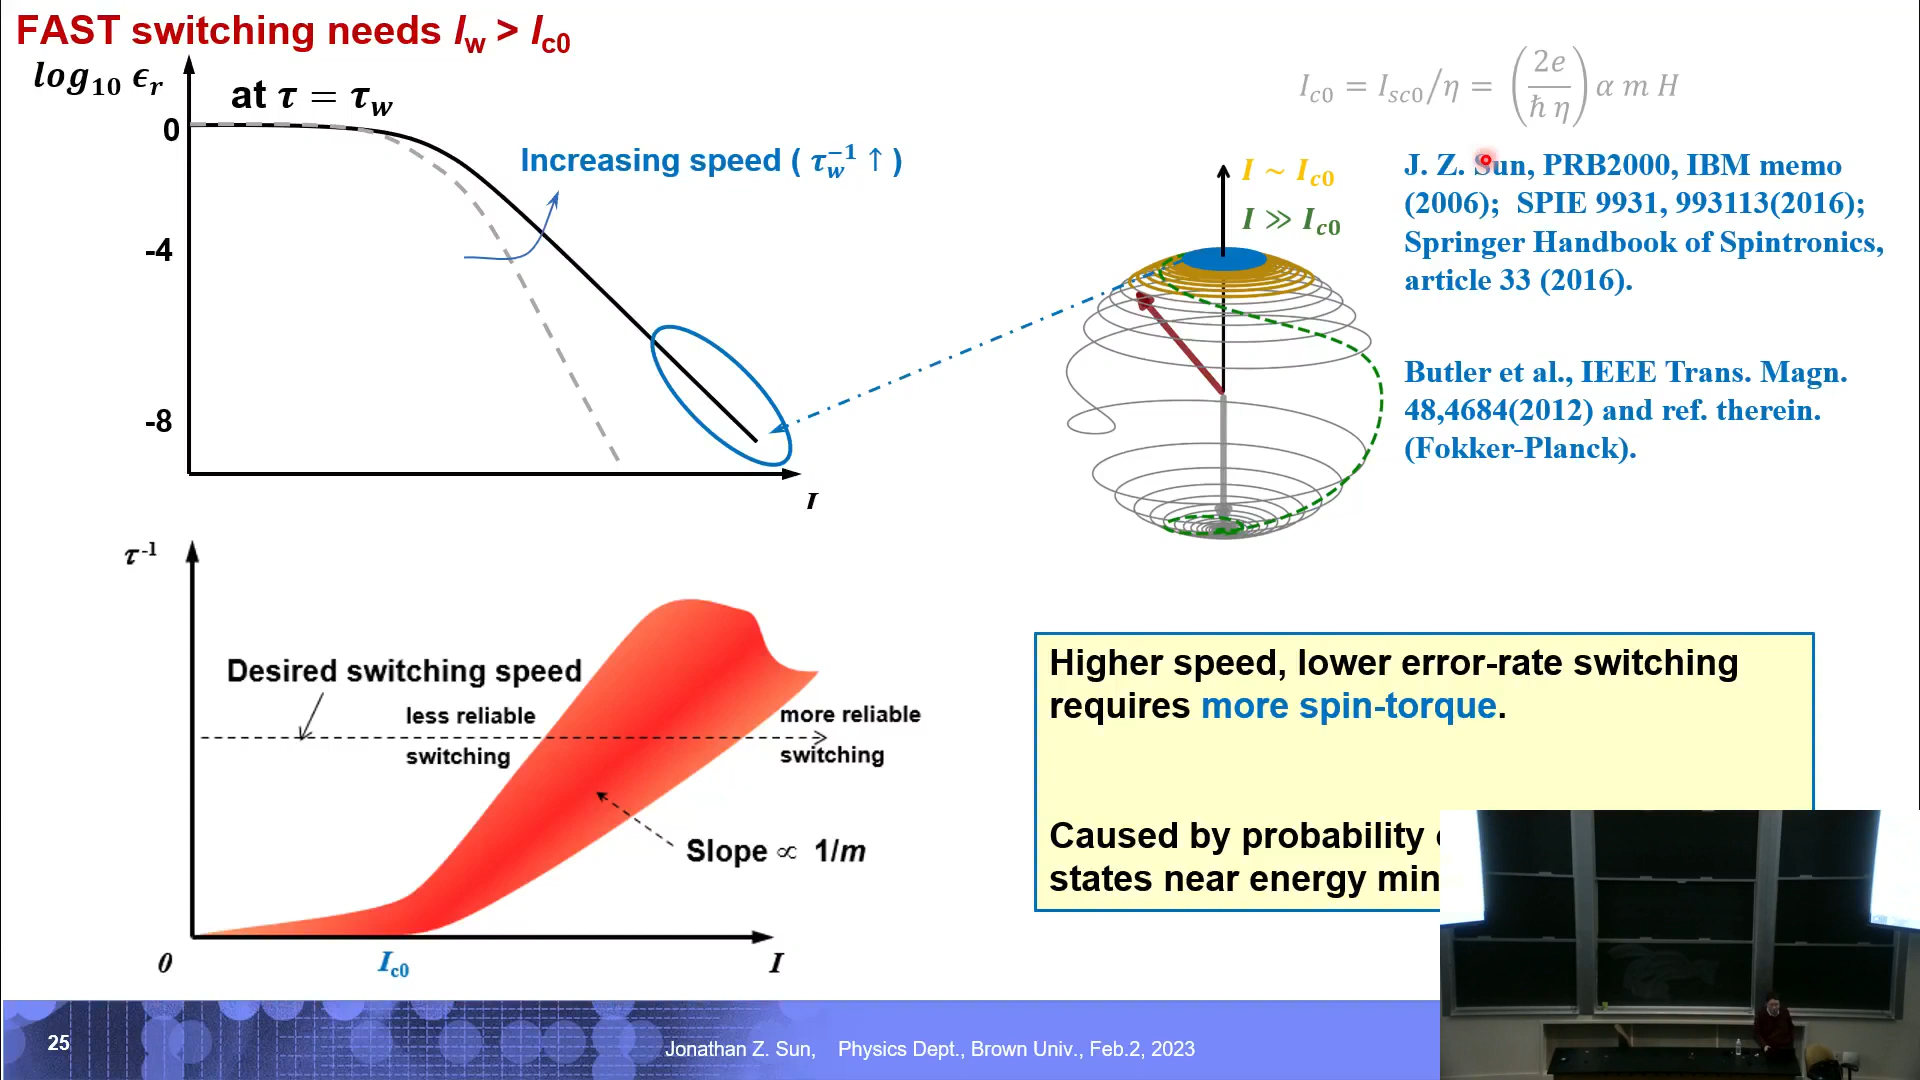 FAST switching needs Iw > Ic0
log10 ϵr
at τ = τw
0
-4
-8
Increasing speed ( τw⁻¹ ↑ )
I
Ic0 = Isc0/η = (2e/ħ η) α m H
I ~ Ic0
I ≫ Ic0
J. Z. Sun, PRB2000, IBM memo
(2006); SPIE 9931, 993113(2016);
Springer Handbook of Spintronics,
article 33 (2016).
Butler et al., IEEE Trans. Magn.
48,4684(2012) and ref. therein.
(Fokker-Planck).
τ-1
Desired switching speed
less reliable
switching
more reliable
switching
Slope ∝ 1/m
0
Ic0
I
Higher speed, lower error-rate switching
requires more spin-torque.
Caused by probability
states near energy min
25
Jonathan Z. Sun, Physics Dept., Brown Univ., Feb.2, 2023